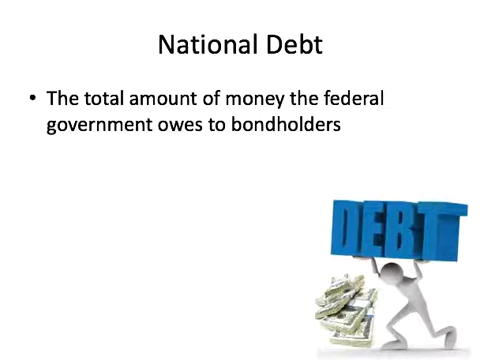 National Debt
• The total amount of money the federal
government owes to bondholders
DEBT